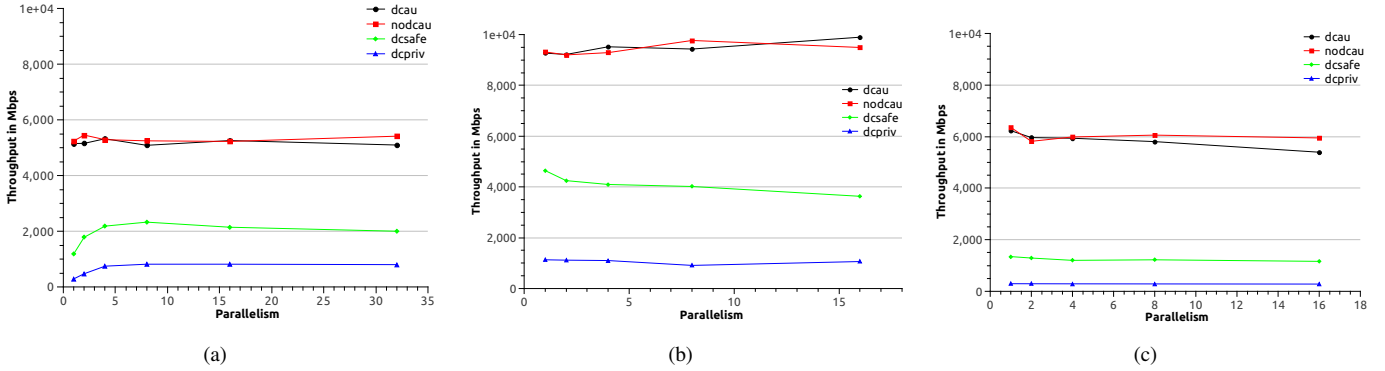 1e+04
8,000
6,000
4,000
2,000
0
Throughput in Mbps
0 5 10 15 20 25 30 35
Parallelism
dcau
nodcau
dcsafe
dcpriv
(a)
1e+04
8,000
6,000
4,000
2,000
0
Throughput in Mbps
0 5 10 15
Parallelism
dcau
nodcau
dcsafe
dcpriv
(b)
1e+04
8,000
6,000
4,000
2,000
0
Throughput in Mbps
0 2 4 6 8 10 12 14 16 18
Parallelism
dcau
nodcau
dcsafe
dcpriv
(c)